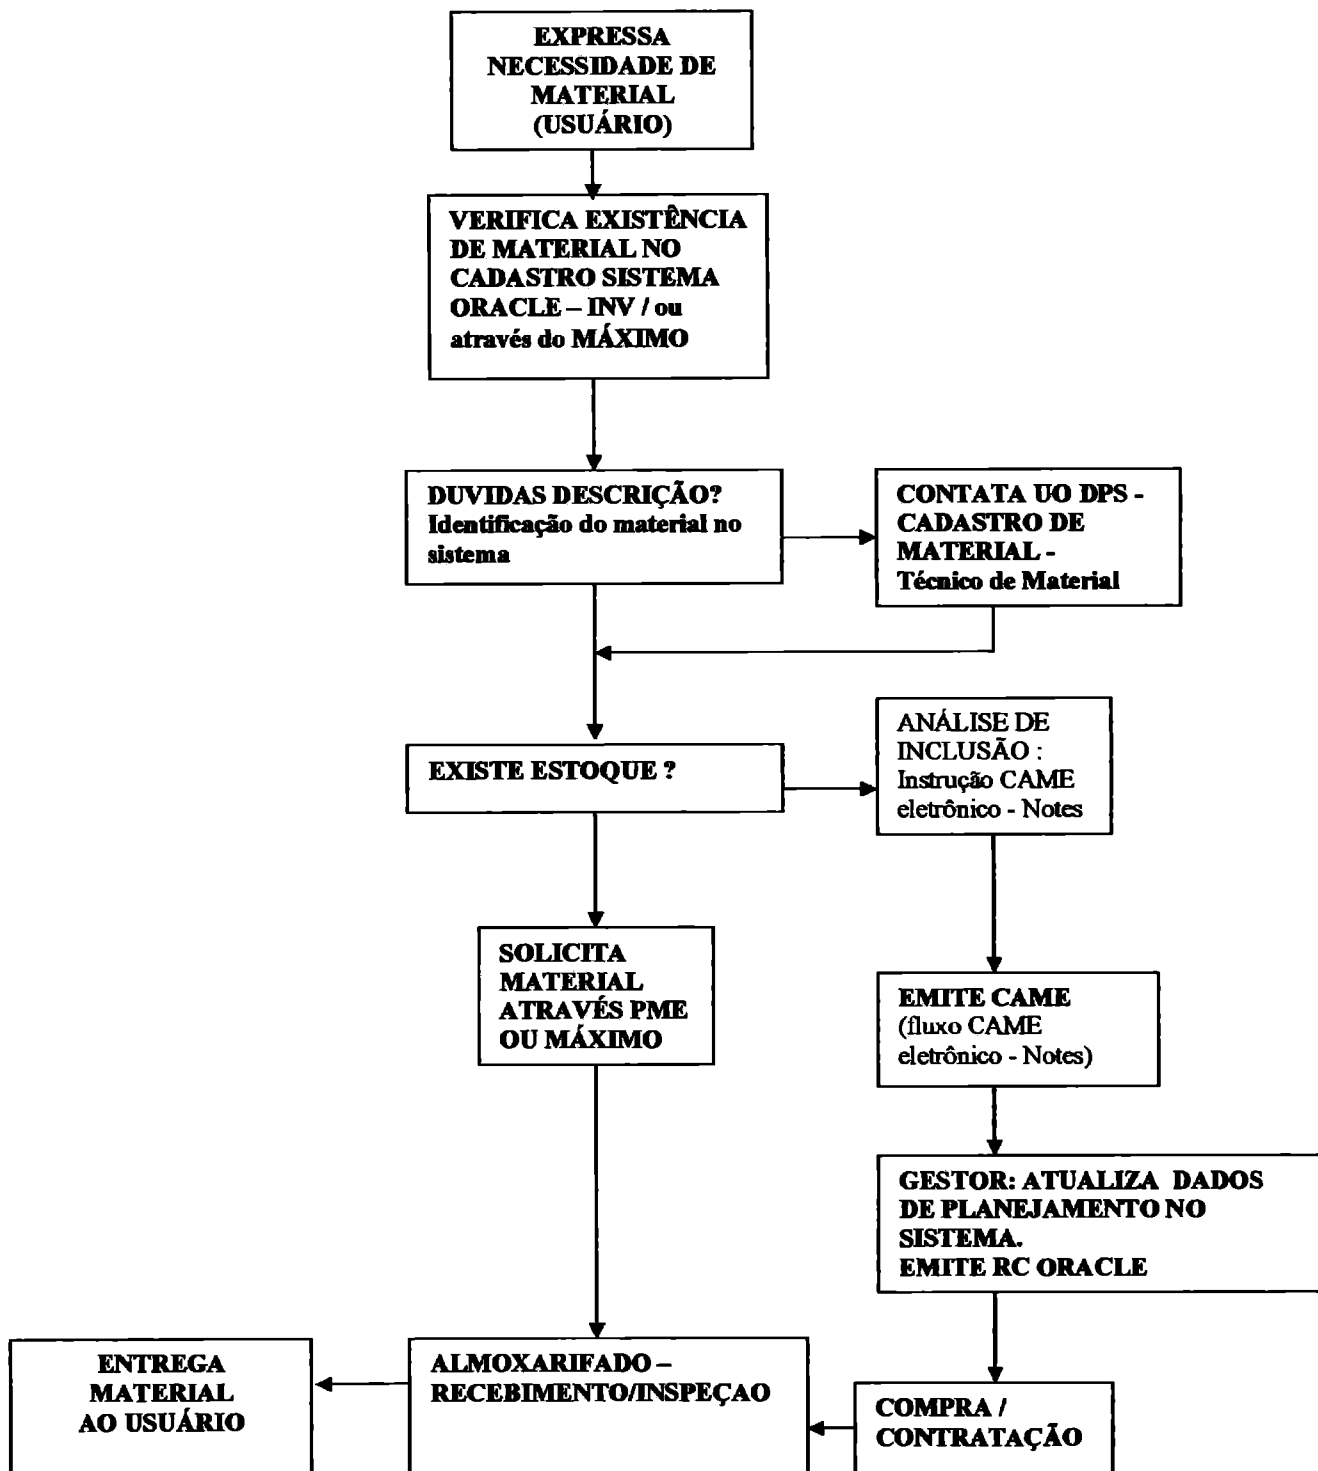 EXPRESSA
NECESSIDADE DE
MATERIAL
(USUÁRIO)
VERIFICA EXISTÊNCIA
DE MATERIAL NO
CADASTRO SISTEMA
ORACLE – INV / ou
através do MÁXIMO
DUVIDAS DESCRIÇÃO?
Identificação do material no
sistema
CONTATA UO DPS -
CADASTRO DE
MATERIAL -
Técnico de Material
EXISTE ESTOQUE ?
ANÁLISE DE
INCLUSÃO :
Instrução CAME
eletrônico - Notes
SOLICITA
MATERIAL
ATRAVÉS PME
OU MÁXIMO
EMITE CAME
(fluxo CAME
eletrônico - Notes)
GESTOR: ATUALIZA DADOS
DE PLANEJAMENTO NO
SISTEMA.
EMITE RC ORACLE
ENTREGA
MATERIAL
AO USUÁRIO
ALMOXARIFADO –
RECEBIMENTO/INSPEÇAO
COMPRA /
CONTRATAÇÃO